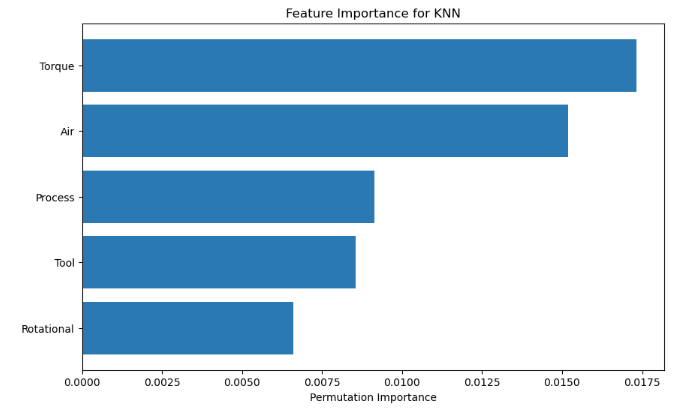 Feature Importance for KNN
Torque
Air
Process
Tool
Rotational
0.0000 0.0025 0.0050 0.0075 0.0100 0.0125 0.0150 0.0175
Permutation Importance